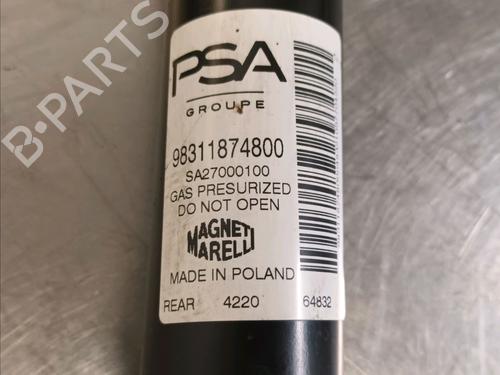 PSA
GROUPE
98311874800
SA27000100
GAS PRESURIZED
DO NOT OPEN
MAGNETI
MARELLI
MADE IN POLAND
REAR 4220 64832
B-PARTS